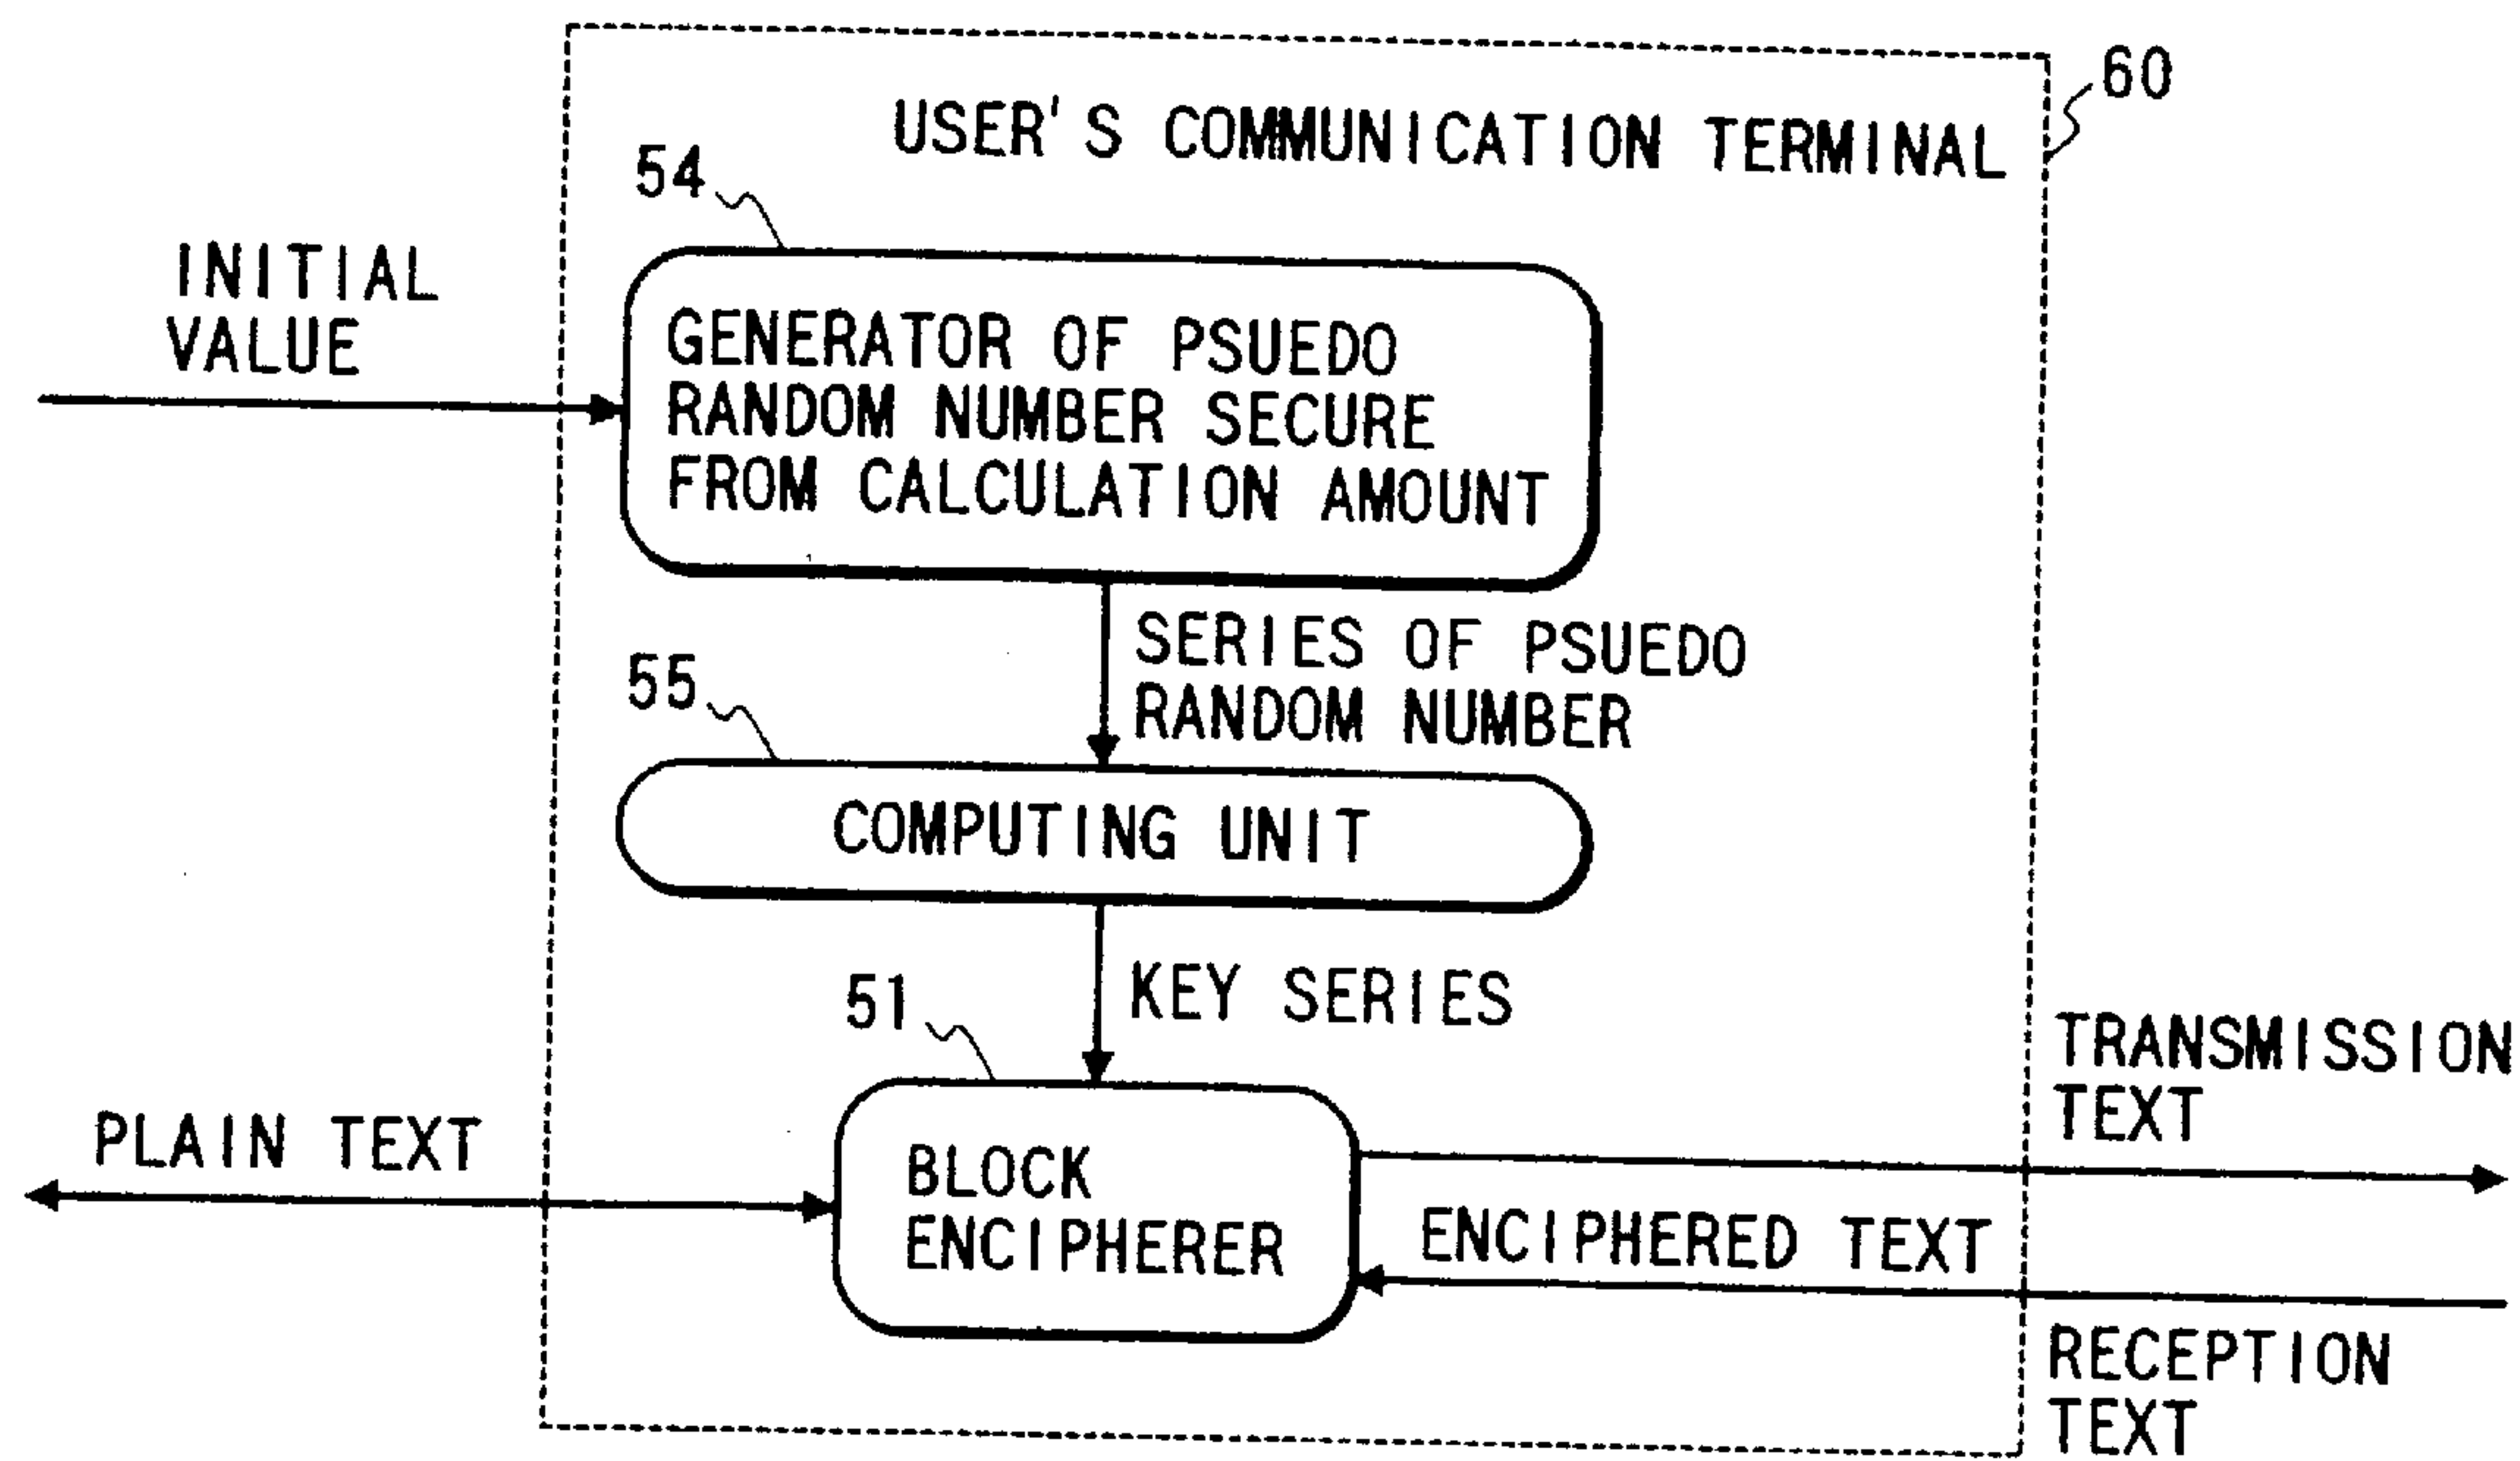 60
USER'S COMMUNICATION TERMINAL
54
INITIAL
VALUE
GENERATOR OF PSUEDO
RANDOM NUMBER SECURE
FROM CALCULATION AMOUNT
SERIES OF PSUEDO
RANDOM NUMBER
55
COMPUTING UNIT
KEY SERIES
51
TRANSMISSION
TEXT
PLAIN TEXT
BLOCK
ENCIPHERER
ENCIPHERED TEXT
RECEPTION
TEXT